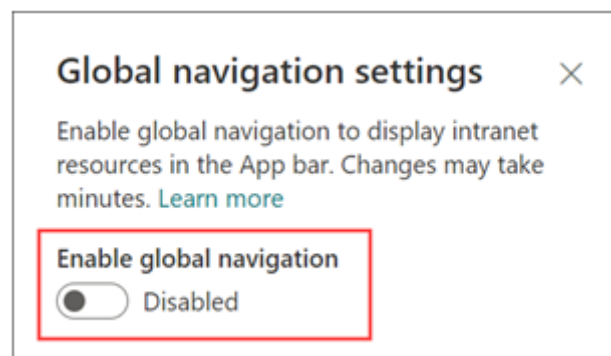 Global navigation settings
Enable global navigation to display intranet
resources in the App bar. Changes may take
minutes. Learn more
Enable global navigation
Disabled